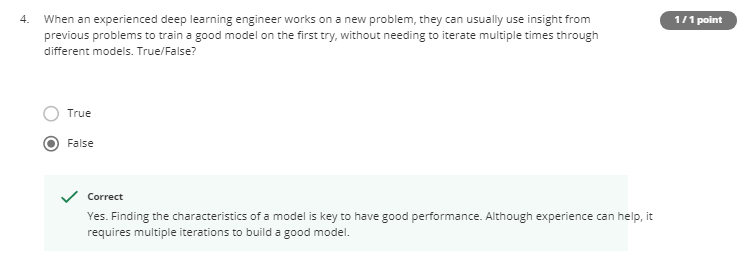 4. When an experienced deep learning engineer works on a new problem, they can usually use insight from
1 / 1 point
previous problems to train a good model on the first try, without needing to iterate multiple times through
different models. True/False?
True
False
Correct
Yes. Finding the characteristics of a model is key to have good performance. Although experience can help, it
requires multiple iterations to build a good model.